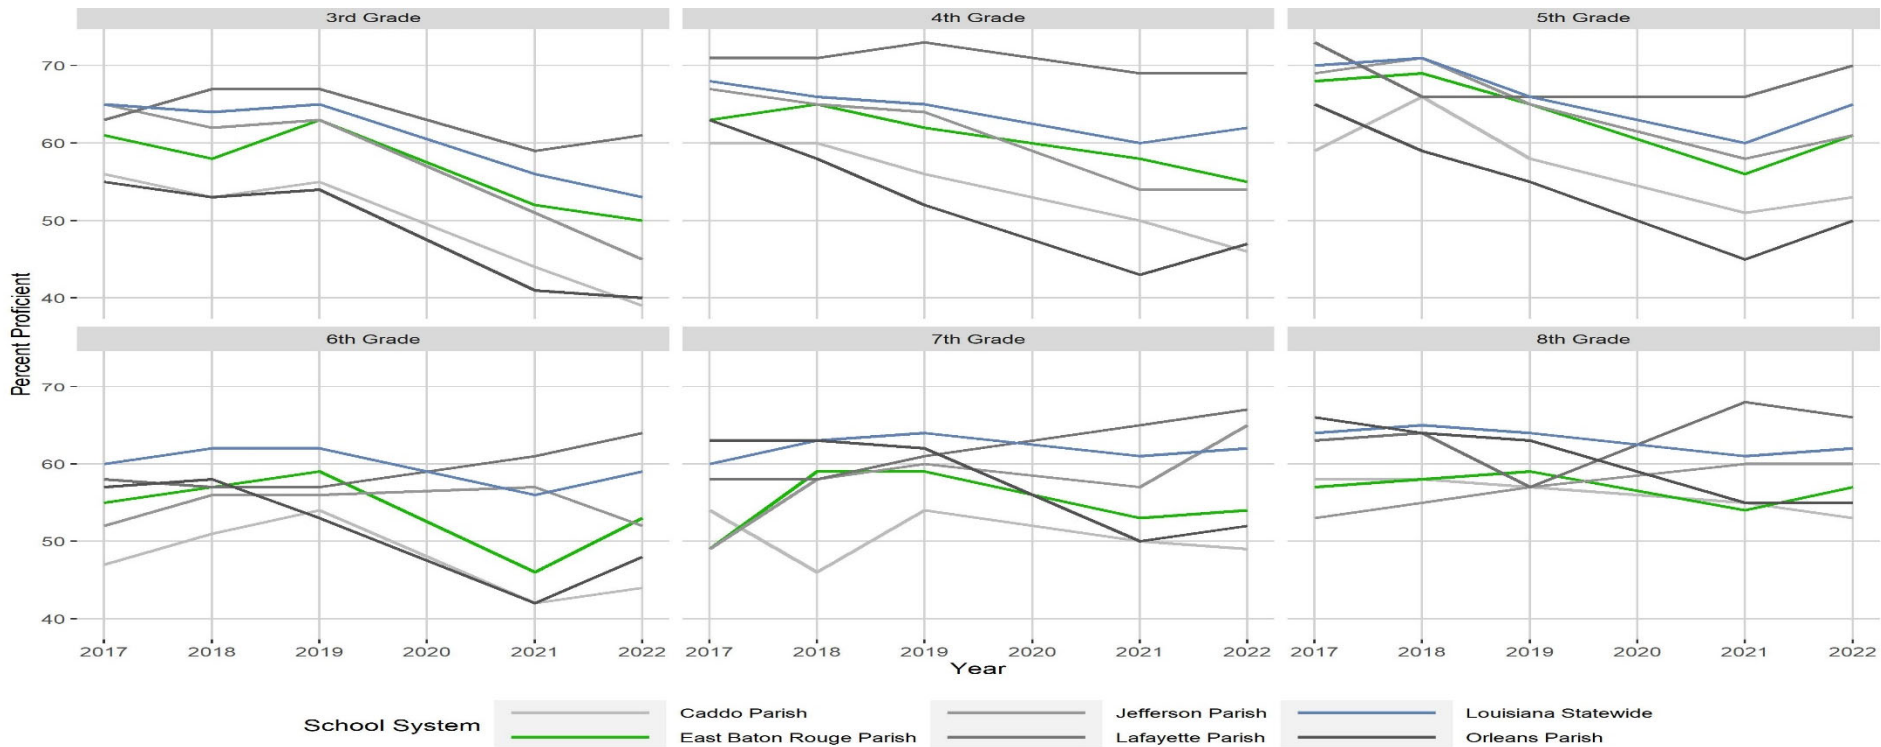 3rd Grade 4th Grade 5th Grade
70
60
50
40
6th Grade 7th Grade 8th Grade
70
60
50
40
Percent Proficient
2017 2018 2019 2020 2021 2022 2017 2018 2019 2020 2021 2022 2017 2018 2019 2020 2021 2022
Year
School System
Caddo Parish Jefferson Parish Louisiana Statewide
East Baton Rouge Parish Lafayette Parish Orleans Parish